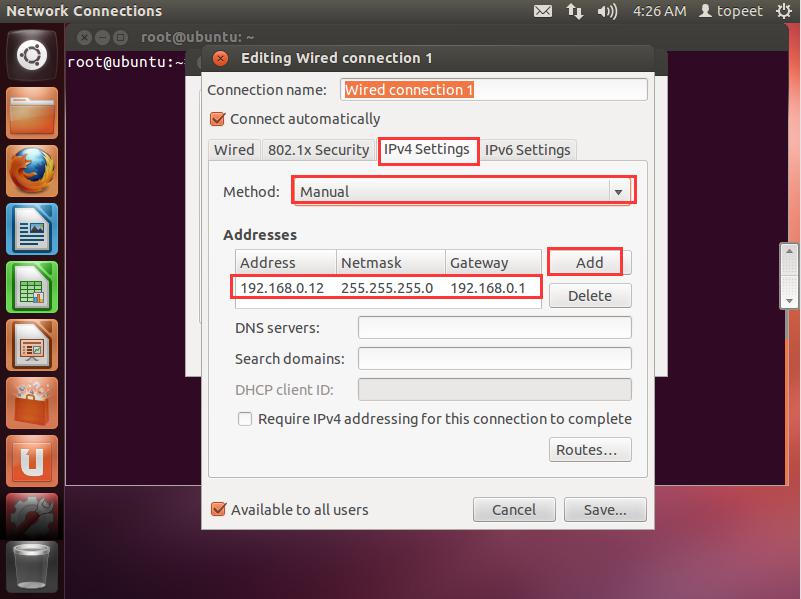 Network Connections 4:26 AM topeet
root@ubuntu: ~
root@ubuntu:~
Editing Wired connection 1
Connection name: Wired connection 1
Connect automatically
Wired 802.1x Security IPv4 Settings IPv6 Settings
Method: Manual
Addresses
Address Netmask Gateway Add
192.168.0.12 255.255.255.0 192.168.0.1 Delete
DNS servers:
Search domains:
DHCP client ID:
Require IPv4 addressing for this connection to complete
Routes…
Available to all users Cancel Save...